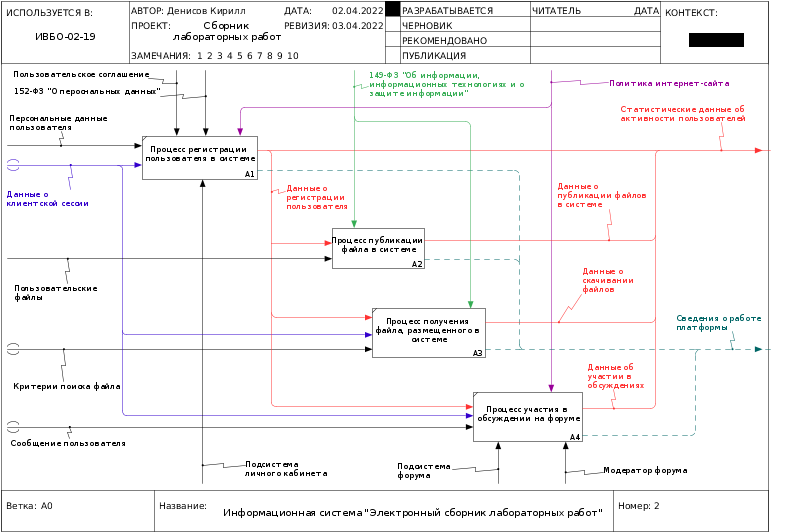 ИСПОЛЬЗУЕТСЯ В:
ИВБО-02-19
АВТОР: Денисов Кирилл
ДАТА: 02.04.2022
ПРОЕКТ: Сборник
лабораторных работ
РЕВИЗИЯ: 03.04.2022
ЗАМЕЧАНИЯ: 1 2 3 4 5 6 7 8 9 10
РАЗРАБАТЫВАЕТСЯ
ЧЕРНОВИК
РЕКОМЕНДОВАНО
ПУБЛИКАЦИЯ
ЧИТАТЕЛЬ
ДАТА
КОНТЕКСТ:
Пользовательское соглашение
152-ФЗ "О персональных данных"
149-ФЗ "Об информации,
информационных технологиях и о
защите информации"
Политика интернет-сайта
Статистические данные об
активности пользователей
Персональные данные
пользователя
Процесс регистрации
пользователя в системе
A1
Данные о
клиентской сессии
Данные о
регистрации
пользователя
Данные о
публикации файлов
в системе
Процесс публикации
файла в системе
A2
Пользовательские
файлы
Данные о
скачивании
файлов
Процесс получения
файла, размещенного в
системе
A3
Сведения о работе
платформы
Критерии поиска файла
Данные об
участии в
обсуждениях
Процесс участия в
обсуждении на форуме
A4
Сообщение пользователя
Подсистема
личного кабинета
Подсистема
форума
Модератор форума
Ветка: A0
Название:
Информационная система "Электронный сборник лабораторных работ"
Номер: 2